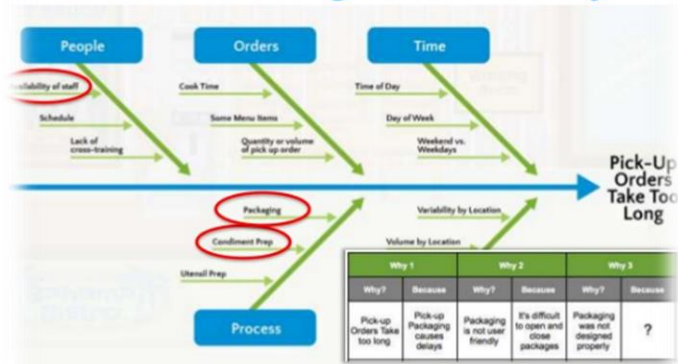 People
Orders
Time
Availability of staff
Schedule
Lack of
cross-training
Cook Time
Some Menu Items
Quantity or volume
of pick up order
Time of Day
Day of Week
Weekend vs.
Weekdays
Pick-Up
Orders
Take Too
Long
Packaging
Condiment Prep
Utensil Prep
Process
Variability by Location
Volume by Location
Why 1
Why 2
Why 3
Why? Because Why? Because Why? Because
Pick-up
Orders Take
too long
Pick-up
Packaging
causes
delays
Packaging
is not user
friendly
It's difficult
to open and
close
packages
Packaging
was not
designed
properly
?